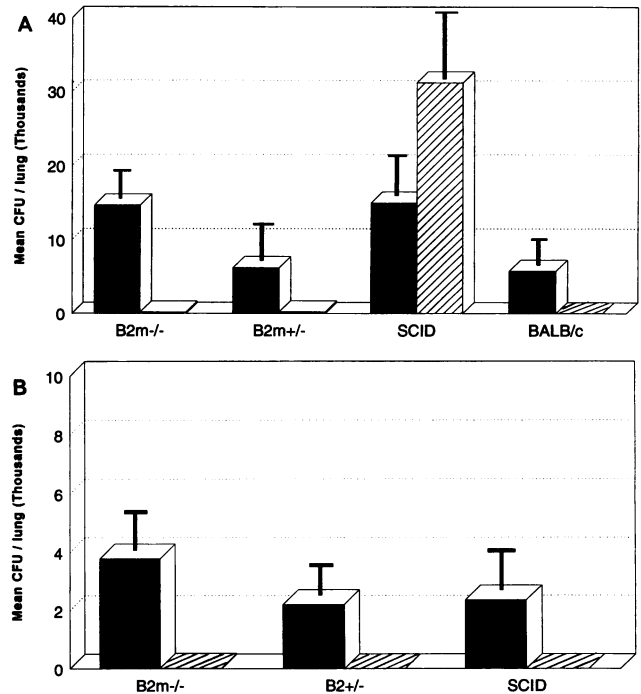 A
Mean CFU / lung (Thousands)
40
30
20
10
0
B2m-/-
B2m+/-
SCID
BALB/c
B
Mean CFU / lung (Thousands)
10
8
6
4
2
0
B2m-/-
B2+/-
SCID